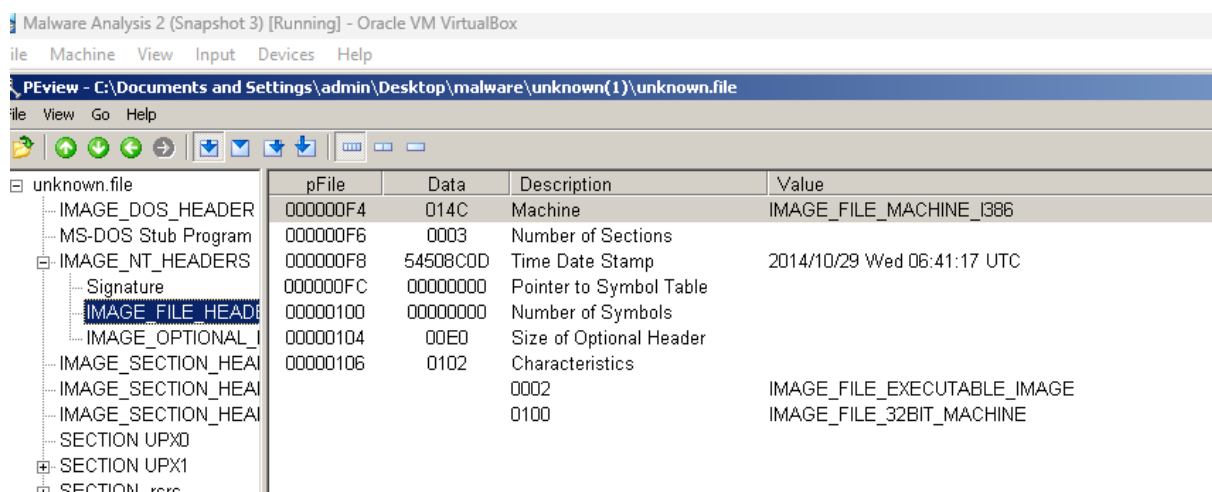 Malware Analysis 2 (Snapshot 3) [Running] - Oracle VM VirtualBox
ile Machine View Input Devices Help
PEview - C:\Documents and Settings\admin\Desktop\malware\unknown(1)\unknown.file
File View Go Help
unknown.file pFile Data Description Value
IMAGE_DOS_HEADER 000000F4 014C Machine IMAGE_FILE_MACHINE_I386
MS-DOS Stub Program 000000F6 0003 Number of Sections
IMAGE_NT_HEADERS 000000F8 54508C0D Time Date Stamp 2014/10/29 Wed 06:41:17 UTC
Signature 000000FC 00000000 Pointer to Symbol Table
IMAGE_FILE_HEADE 00000100 00000000 Number of Symbols
IMAGE_OPTIONAL_I 00000104 00E0 Size of Optional Header
IMAGE_SECTION_HEAI 00000106 0102 Characteristics
IMAGE_SECTION_HEAI 0002 IMAGE_FILE_EXECUTABLE_IMAGE
IMAGE_SECTION_HEAI 0100 IMAGE_FILE_32BIT_MACHINE
SECTION UPX0
SECTION UPX1
SECTION .rsrc